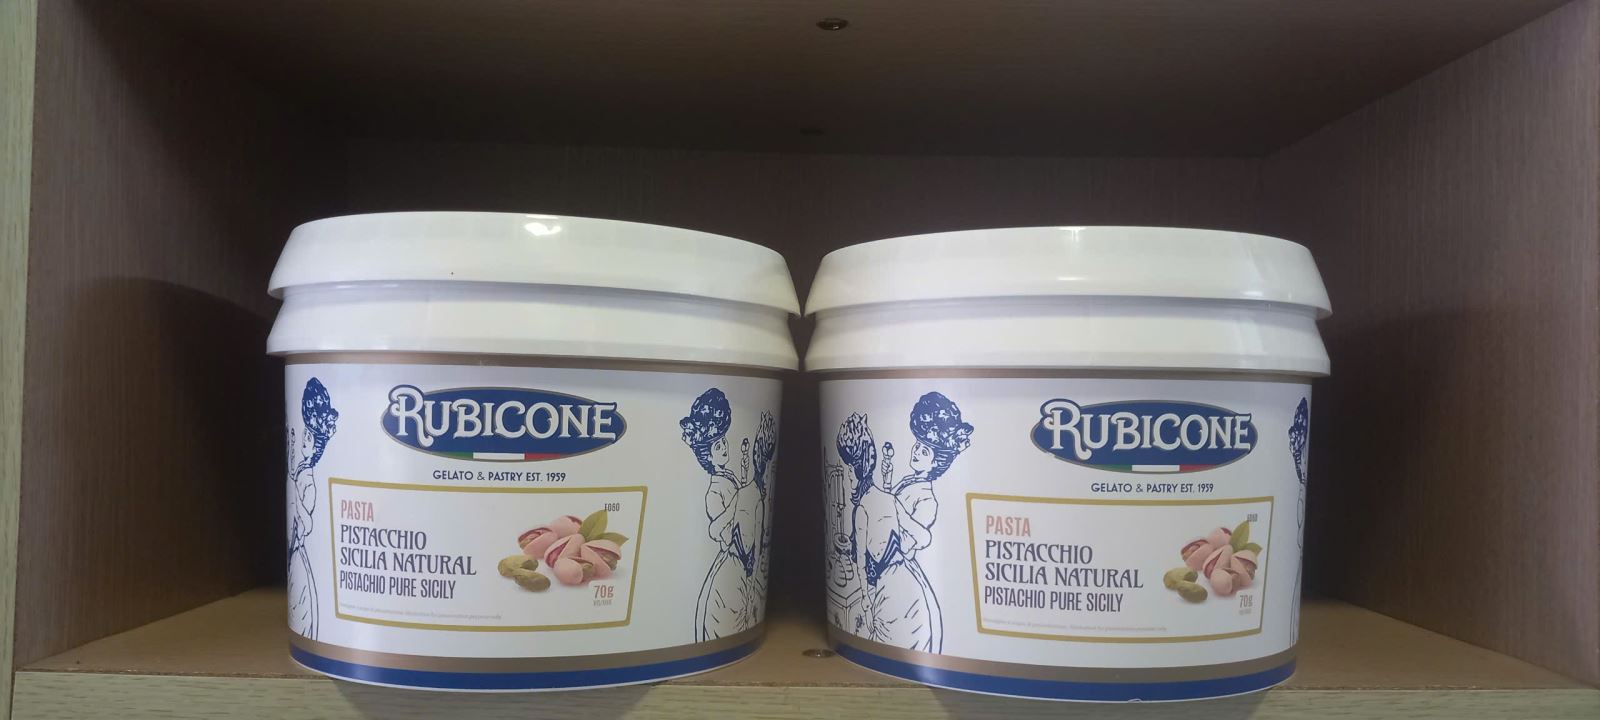 RUBICONE
GELATO & PASTRY EST. 1959
PASTA
PISTACCHIO
SICILIA NATURAL
PISTACHIO PURE SICILY
70g
RUBICONE
GELATO & PASTRY EST. 1959
PASTA
PISTACCHIO
SICILIA NATURAL
PISTACHIO PURE SICILY
70g